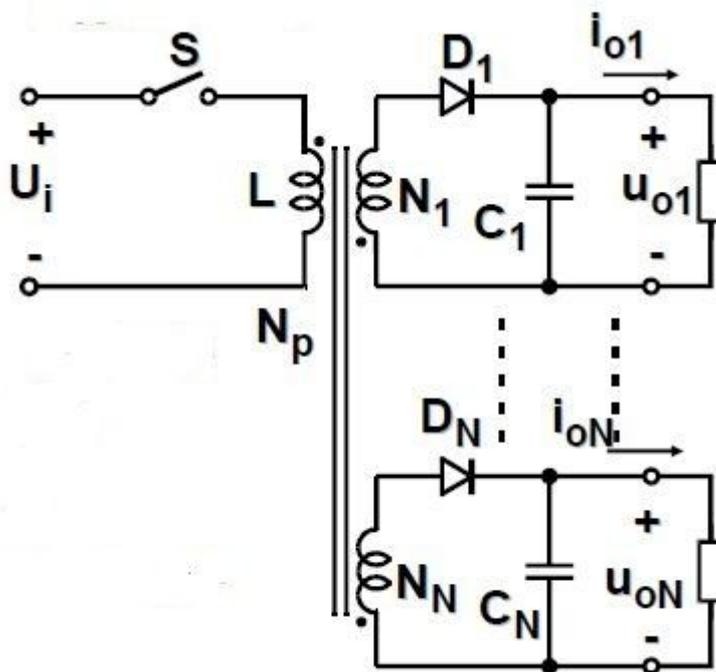 S
D1
io1
+
Ui
-
L
N1
C1
+
uo1
-
Np
DN
ioN
NN
CN
+
uoN
-